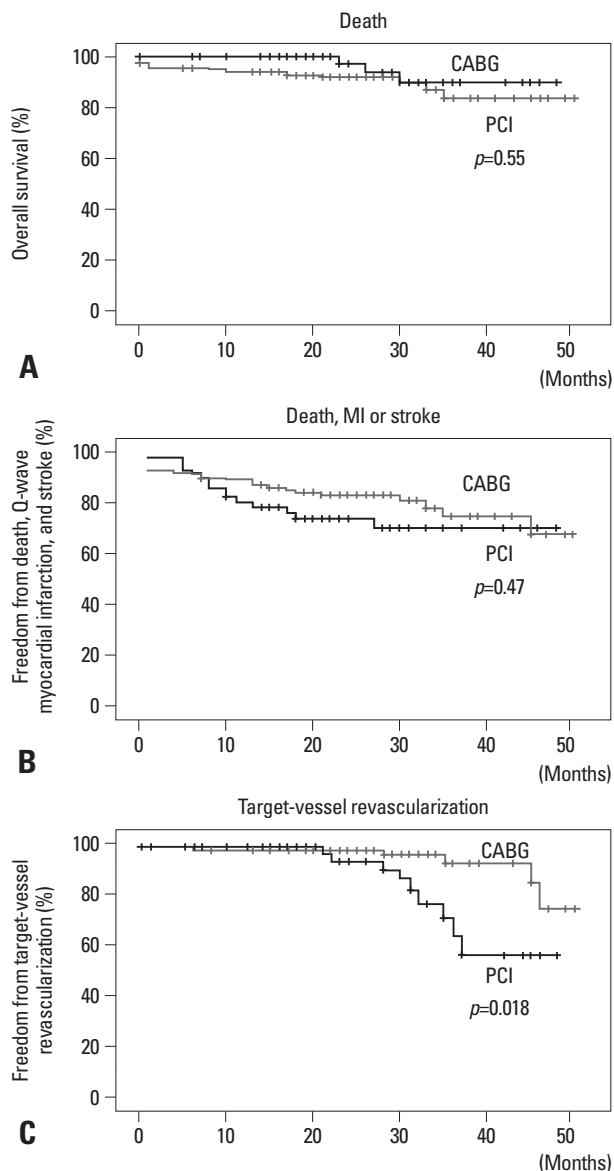 Death
Overall survival (%)
100
80
60
40
20
0
CABG
PCI
p=0.55
0 10 20 30 40 50
A
(Months)
Death, MI or stroke
Freedom from death, Q-wave
myocardial infarction, and stroke (%)
100
80
60
40
20
0
CABG
PCI
p=0.47
0 10 20 30 40 50
B
(Months)
Target-vessel revascularization
Freedom from target-vessel
revascularization (%)
100
80
60
40
20
0
CABG
PCI
p=0.018
0 10 20 30 40 50
C
(Months)